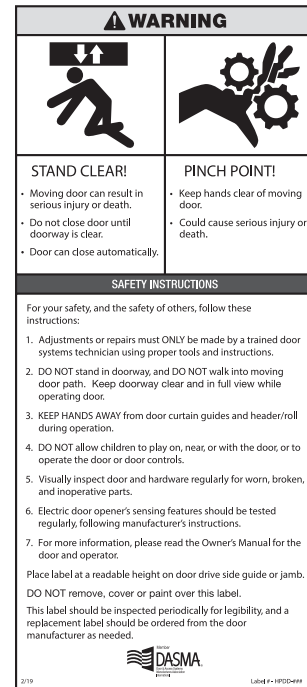 WARNING
STAND CLEAR!
• Moving door can result in
serious injury or death.
• Do not close door until
doorway is clear.
• Door can close automatically.
PINCH POINT!
• Keep hands clear of moving
door.
• Could cause serious injury or
death.
SAFETY INSTRUCTIONS
For your safety, and the safety of others, follow these
instructions:
1. Adjustments or repairs must ONLY be made by a trained door
systems technician using proper tools and instructions.
2. DO NOT stand in doorway, and DO NOT walk into moving
door path. Keep doorway clear and in full view while
operating door.
3. KEEP HANDS AWAY from door curtain guides and header/roll
during operation.
4. DO NOT allow children to play on, near, or with the door, or to
operate the door or door controls.
5. Visually inspect door and hardware regularly for worn, broken,
and inoperative parts.
6. Electric door opener's sensing features should be tested
regularly, following manufacturer's instructions.
7. For more information, please read the Owner's Manual for the
door and operator.
Place label at a readable height on door drive side guide or jamb.
DO NOT remove, cover or paint over this label.
This label should be inspected periodically for legibility, and a
replacement label should be ordered from the door
manufacturer as needed.
Member
DASMA
2/19
Label # - HPDD-###